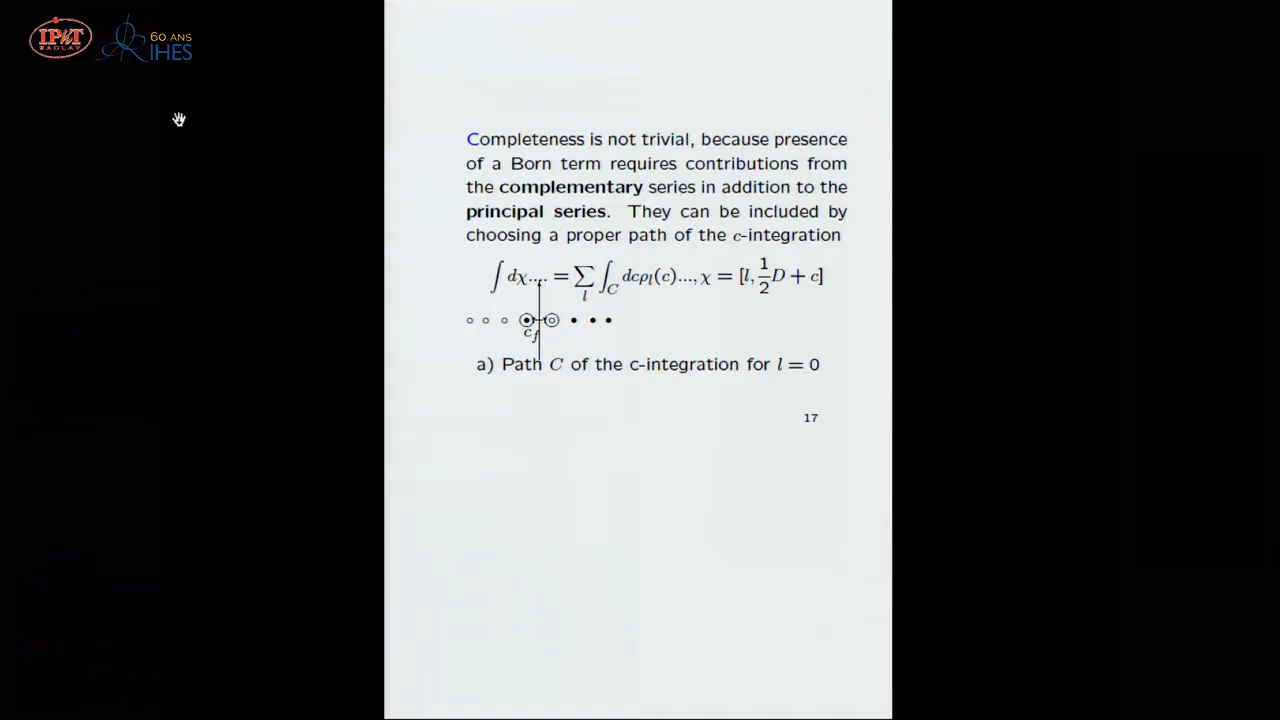 IPhT
SACLAY
60 ANS
IHES
Completeness is not trivial, because presence
of a Born term requires contributions from
the complementary series in addition to the
principal series. They can be included by
choosing a proper path of the c-integration
∫ dχ.... = ∑_l ∫_C dcρ_l(c)..., χ = [l, 1/2 D + c]
c_f
a) Path C of the c-integration for l = 0
17